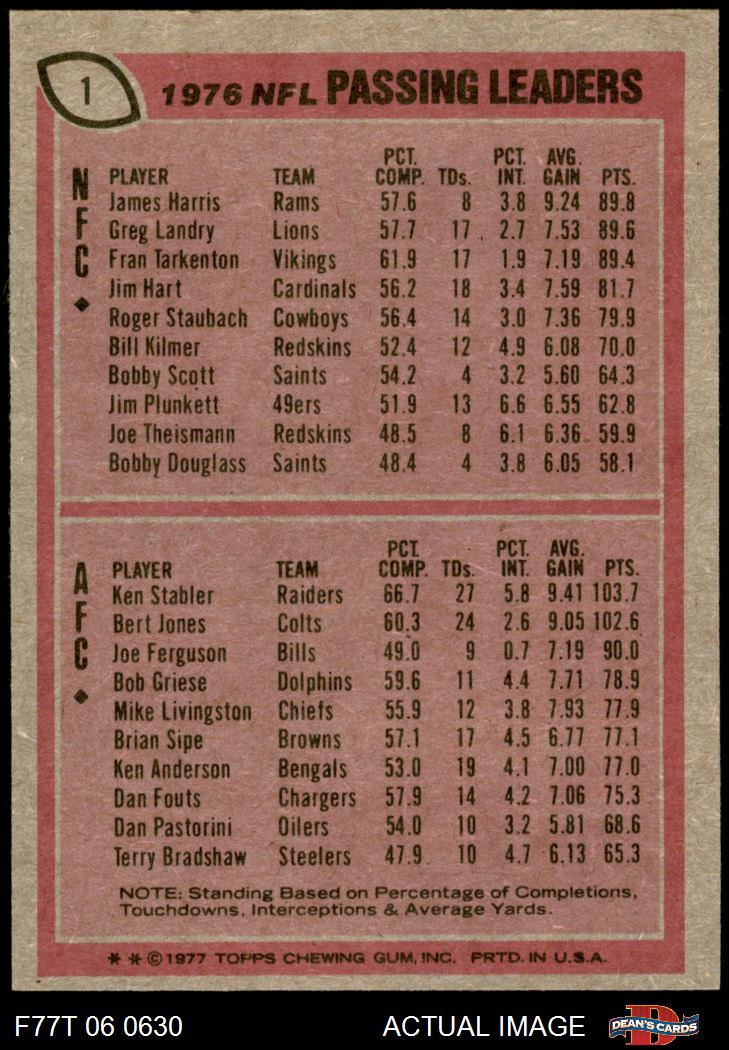 1 1976 NFL PASSING LEADERS
NFC
PLAYER TEAM PCT. COMP. TDs. PCT. INT. AVG. GAIN PTS.
James Harris Rams 57.6 8 3.8 9.24 89.8
Greg Landry Lions 57.7 17 2.7 7.53 89.6
Fran Tarkenton Vikings 61.9 17 1.9 7.19 89.4
Jim Hart Cardinals 56.2 18 3.4 7.59 81.7
Roger Staubach Cowboys 56.4 14 3.0 7.36 79.9
Bill Kilmer Redskins 52.4 12 4.9 6.08 70.0
Bobby Scott Saints 54.2 4 3.2 5.60 64.3
Jim Plunkett 49ers 51.9 13 6.6 6.55 62.8
Joe Theismann Redskins 48.5 8 6.1 6.36 59.9
Bobby Douglass Saints 48.4 4 3.8 6.05 58.1
AFC
PLAYER TEAM PCT. COMP. TDs. PCT. INT. AVG. GAIN PTS.
Ken Stabler Raiders 66.7 27 5.8 9.41 103.7
Bert Jones Colts 60.3 24 2.6 9.05 102.6
Joe Ferguson Bills 49.0 9 0.7 7.19 90.0
Bob Griese Dolphins 59.6 11 4.4 7.71 78.9
Mike Livingston Chiefs 55.9 12 3.8 7.93 77.9
Brian Sipe Browns 57.1 17 4.5 6.77 77.1
Ken Anderson Bengals 53.0 19 4.1 7.00 77.0
Dan Fouts Chargers 57.9 14 4.2 7.06 75.3
Dan Pastorini Oilers 54.0 10 3.2 5.81 68.6
Terry Bradshaw Steelers 47.9 10 4.7 6.13 65.3
NOTE: Standing Based on Percentage of Completions,
Touchdowns, Interceptions & Average Yards.
* * ©1977 TOPPS CHEWING GUM, INC. PRTD. IN U.S.A.
F77T 06 0630 ACTUAL IMAGE D DEAN'S CARDS